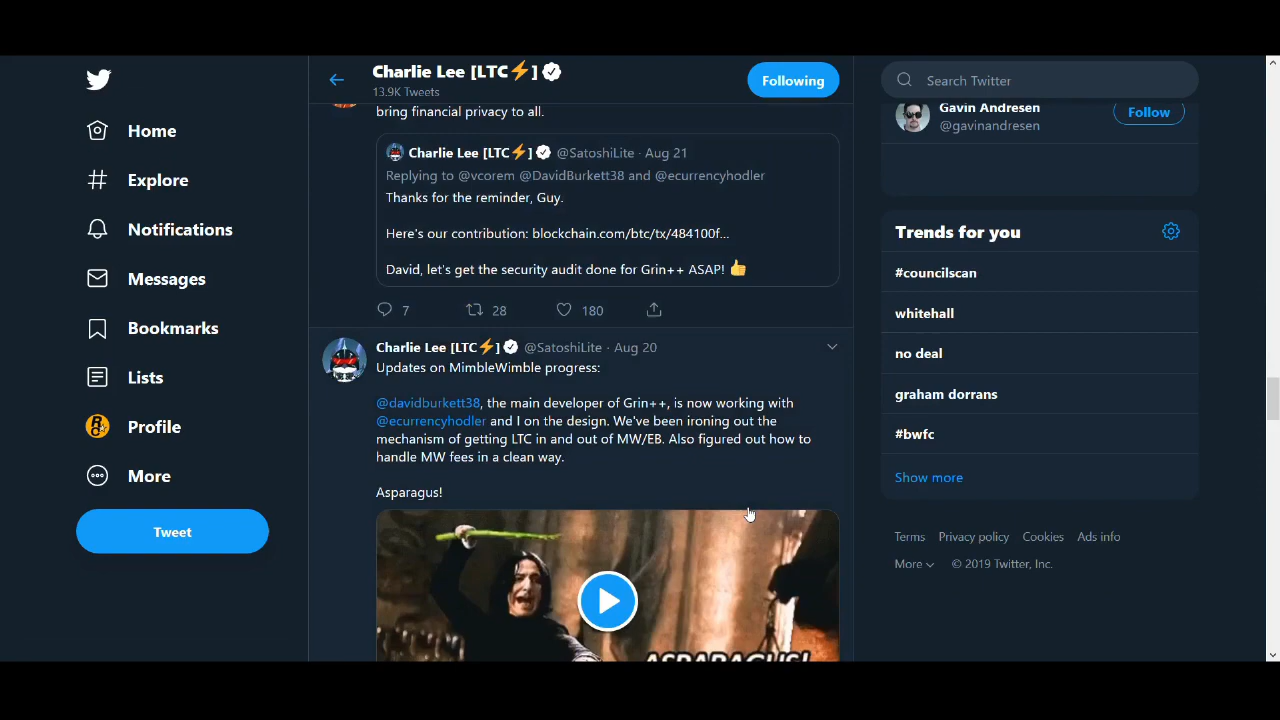 Home
Explore
Notifications
Messages
Bookmarks
Lists
Profile
More
Tweet
Charlie Lee [LTC⚡]
13.9K Tweets
Following
bring financial privacy to all.
Charlie Lee [LTC⚡] @SatoshiLite · Aug 21
Replying to @vcorem @DavidBurkett38 and @ecurrencyhodler
Thanks for the reminder, Guy.
Here's our contribution: blockchain.com/btc/tx/484100f...
David, let's get the security audit done for Grin++ ASAP! 👍
7 28 180
Charlie Lee [LTC⚡] @SatoshiLite · Aug 20
Updates on MimbleWimble progress:
@davidburkett38, the main developer of Grin++, is now working with
@ecurrencyhodler and I on the design. We've been ironing out the
mechanism of getting LTC in and out of MW/EB. Also figured out how to
handle MW fees in a clean way.
Asparagus!
ASPARAGUS!
Search Twitter
Gavin Andresen
@gavinandresen
Follow
Trends for you
#councilscan
whitehall
no deal
graham dorrans
#bwfc
Show more
Terms Privacy policy Cookies Ads info
More © 2019 Twitter, Inc.